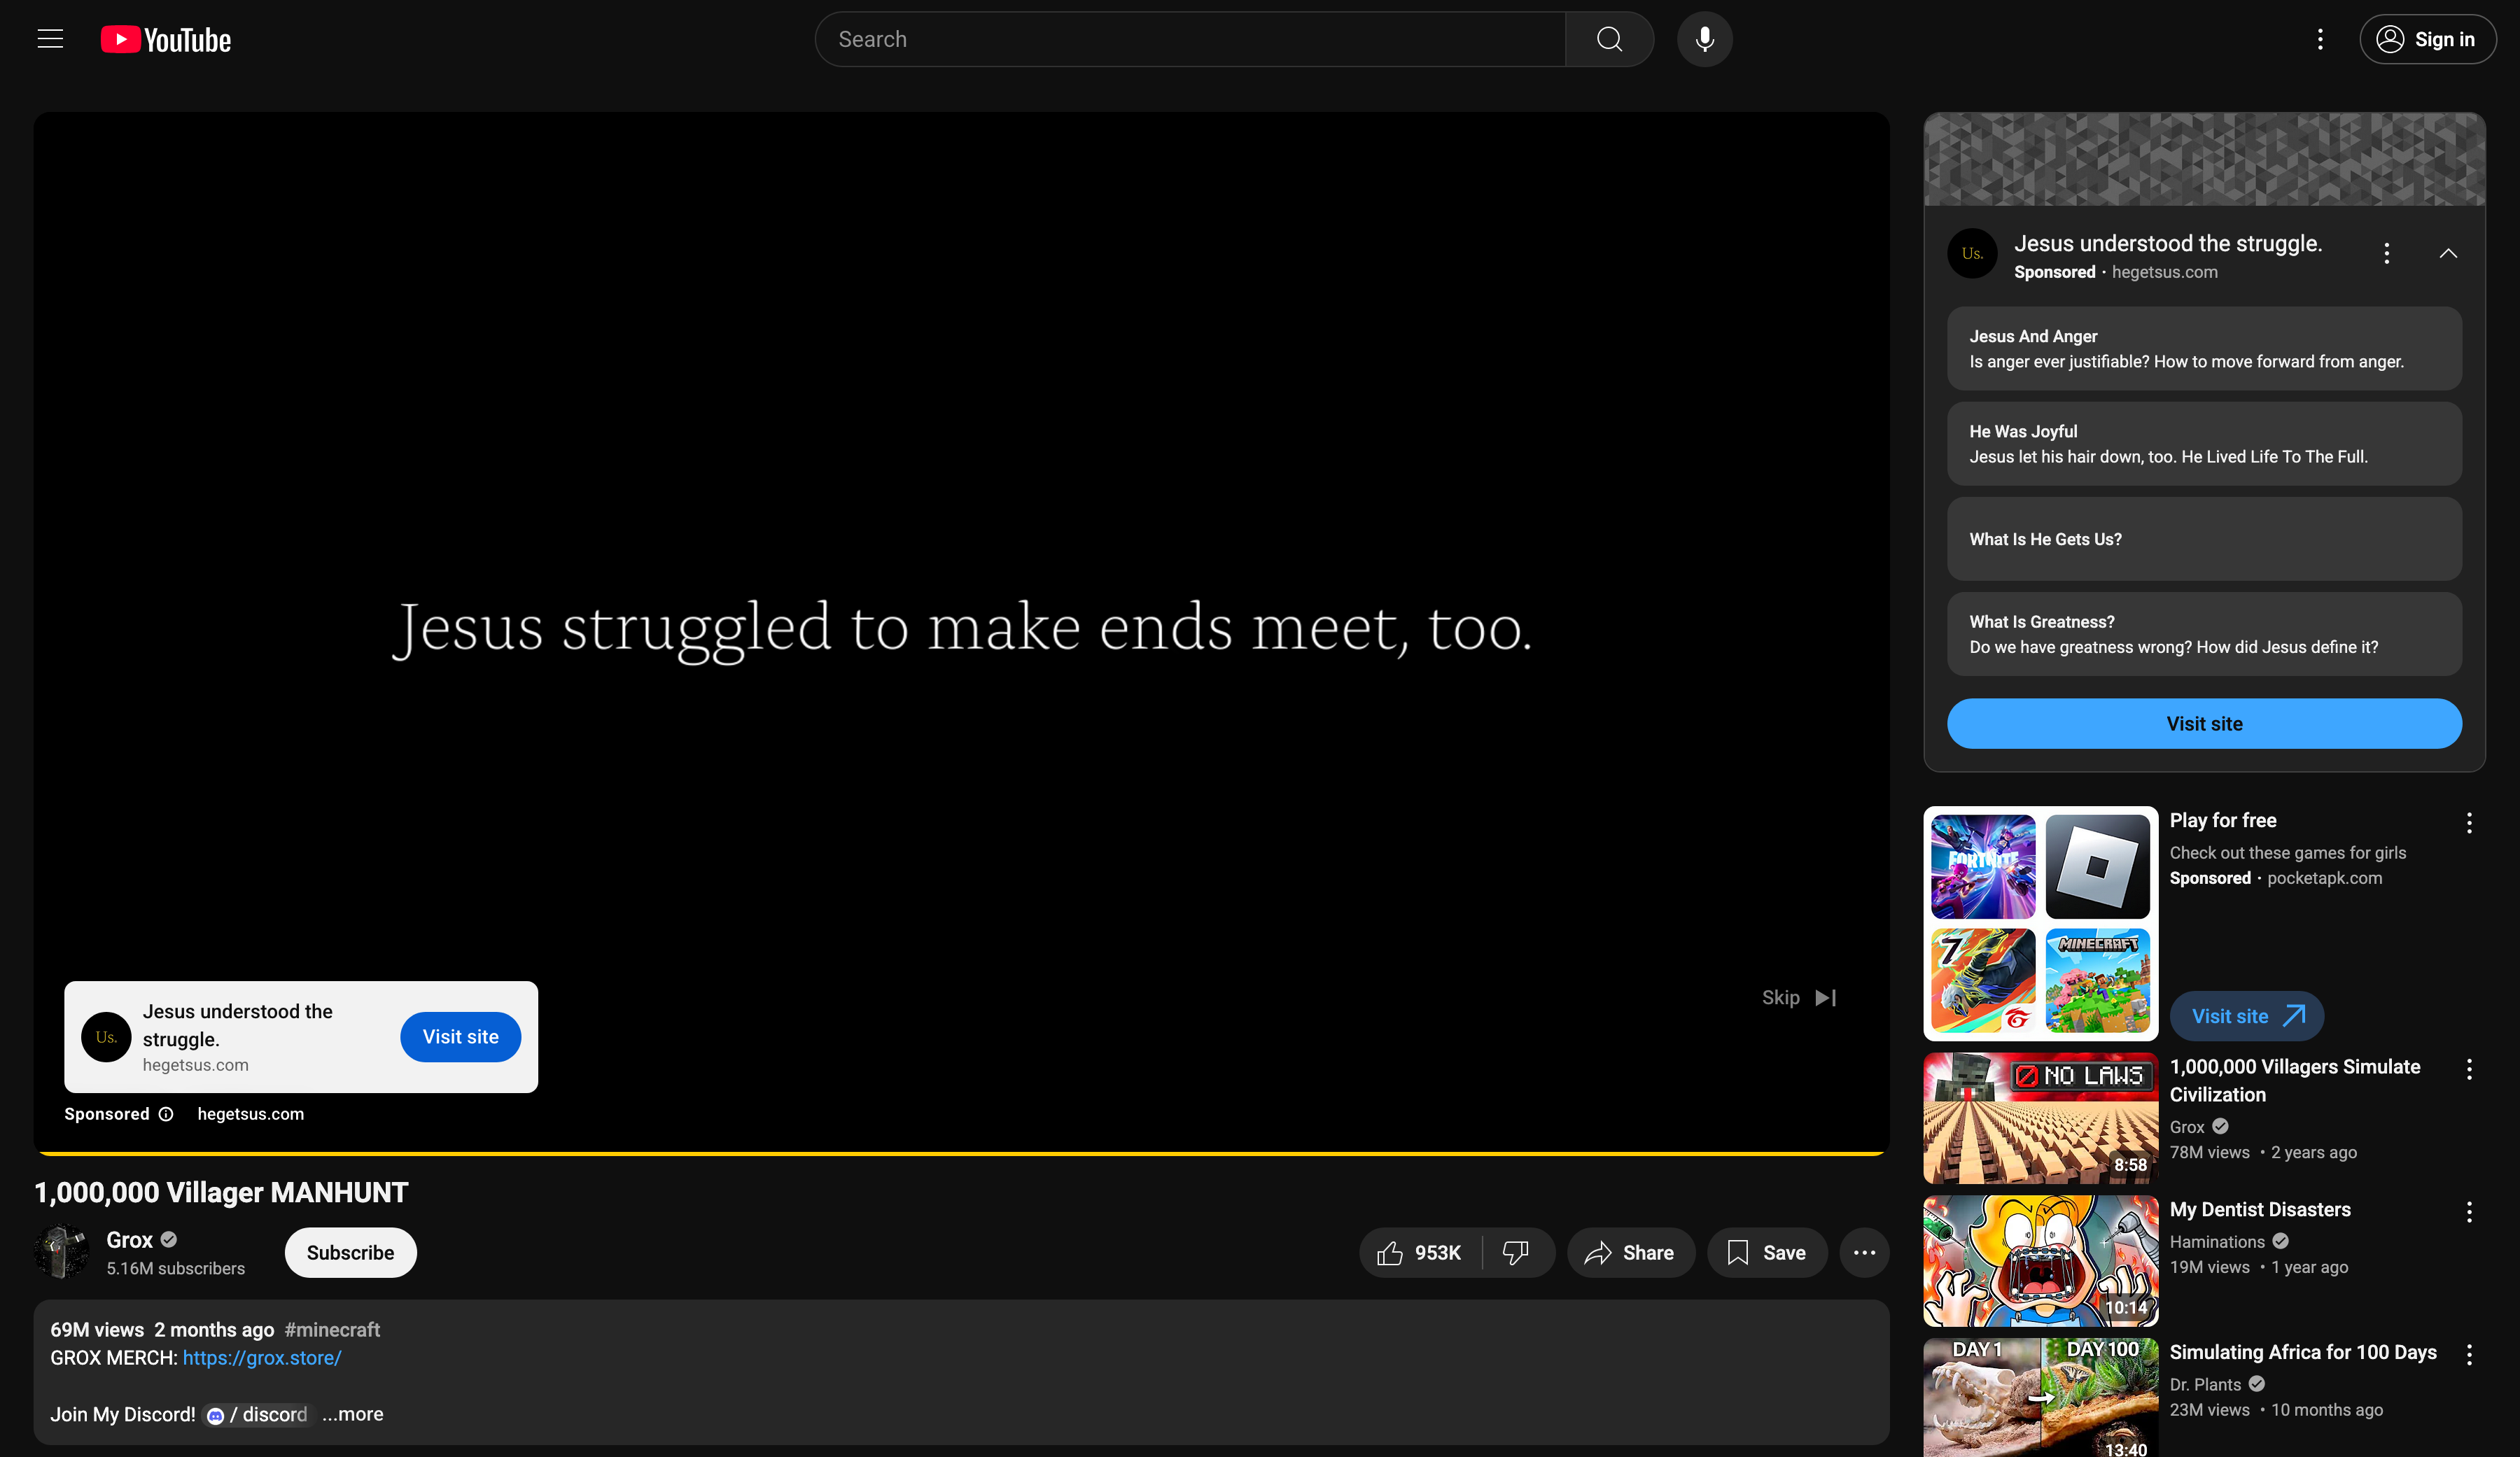 YouTube
Search
Sign in
Jesus struggled to make ends meet, too.
Us.
Jesus understood the
struggle.
hegetsus.com
Visit site
Skip
Sponsored
hegetsus.com
1,000,000 Villager MANHUNT
Grox
5.16M subscribers
Subscribe
953K
Share
Save
69M views 2 months ago #minecraft
GROX MERCH: https://grox.store/
Join My Discord! / discord ...more
Us.
Jesus understood the struggle.
Sponsored · hegetsus.com
Jesus And Anger
Is anger ever justifiable? How to move forward from anger.
He Was Joyful
Jesus let his hair down, too. He Lived Life To The Full.
What Is He Gets Us?
What Is Greatness?
Do we have greatness wrong? How did Jesus define it?
Visit site
FORTNITE
7
MINECRAFT
Play for free
Check out these games for girls
Sponsored · pocketapk.com
Visit site
NO LAWS
8:58
1,000,000 Villagers Simulate
Civilization
Grox
78M views • 2 years ago
10:14
My Dentist Disasters
Haminations
19M views • 1 year ago
DAY 1
DAY 100
13:40
Simulating Africa for 100 Days
Dr. Plants
23M views • 10 months ago